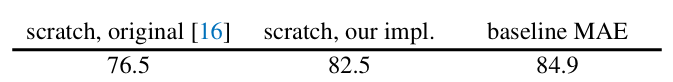 scratch, original [16] scratch, our impl. baseline MAE
76.5 82.5 84.9